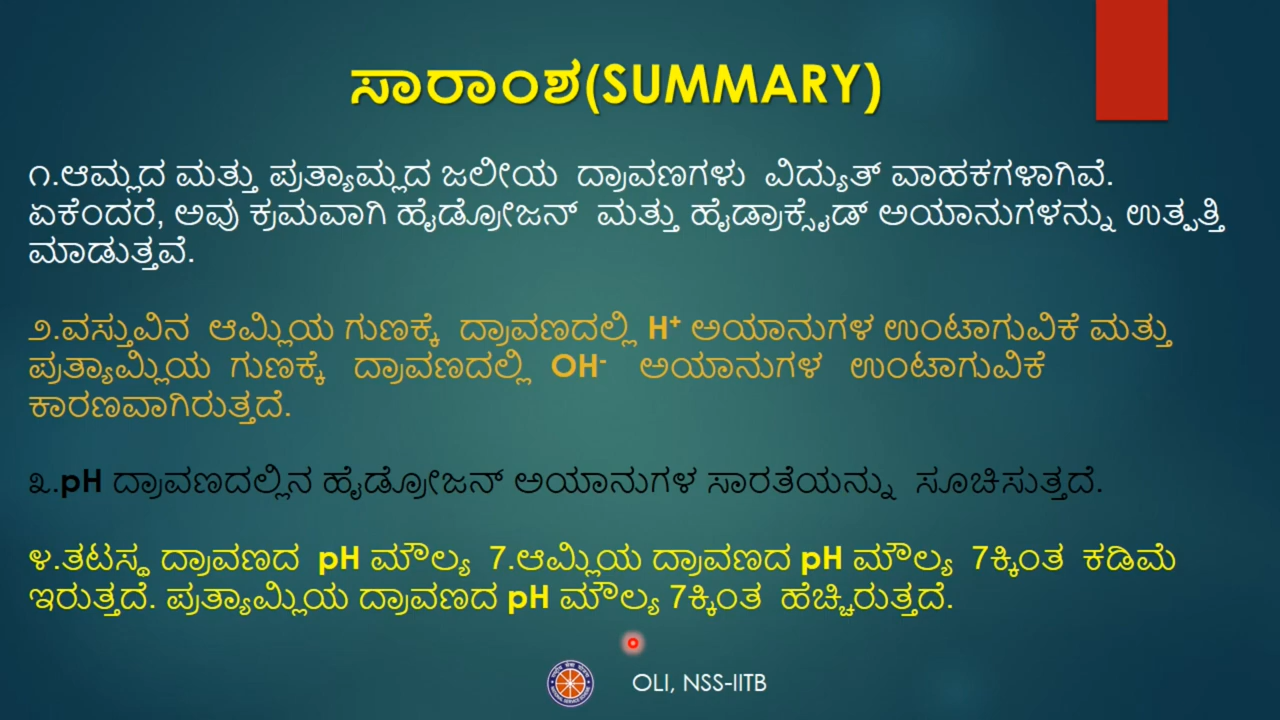 ಸಾರಾಂಶ(SUMMARY)
೧.ಆಮ್ಲದ ಮತ್ತು ಪ್ರತ್ಯಾಮ್ಲದ ಜಲೀಯ ದ್ರಾವಣಗಳು ವಿದ್ಯುತ್ ವಾಹಕಗಳಾಗಿವೆ.
ಏಕೆಂದರೆ, ಅವು ಕ್ರಮವಾಗಿ ಹೈಡ್ರೋಜನ್ ಮತ್ತು ಹೈಡ್ರಾಕ್ಸೈಡ್ ಅಯಾನುಗಳನ್ನು ಉತ್ಪತ್ತಿ
ಮಾಡುತ್ತವೆ.
೨.ವಸ್ತುವಿನ ಆಮ್ಲಿಯ ಗುಣಕ್ಕೆ ದ್ರಾವಣದಲ್ಲಿ H⁺ ಅಯಾನುಗಳ ಉಂಟಾಗುವಿಕೆ ಮತ್ತು
ಪ್ರತ್ಯಾಮ್ಲಿಯ ಗುಣಕ್ಕೆ ದ್ರಾವಣದಲ್ಲಿ OH⁻ ಅಯಾನುಗಳ ಉಂಟಾಗುವಿಕೆ
ಕಾರಣವಾಗಿರುತ್ತದೆ.
೩.pH ದ್ರಾವಣದಲ್ಲಿನ ಹೈಡ್ರೋಜನ್ ಅಯಾನುಗಳ ಸಾರತೆಯನ್ನು ಸೂಚಿಸುತ್ತದೆ.
೪.ತಟಸ್ಥ ದ್ರಾವಣದ pH ಮೌಲ್ಯ 7.ಆಮ್ಲಿಯ ದ್ರಾವಣದ pH ಮೌಲ್ಯ 7ಕ್ಕಿಂತ ಕಡಿಮೆ
ಇರುತ್ತದೆ. ಪ್ರತ್ಯಾಮ್ಲಿಯ ದ್ರಾವಣದ pH ಮೌಲ್ಯ 7ಕ್ಕಿಂತ ಹೆಚ್ಚಿರುತ್ತದೆ.
OLI, NSS-IITB